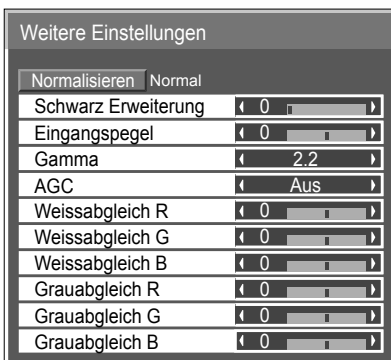 Weitere Einstellungen
Normalisieren Normal
Schwarz Erweiterung 0
Eingangspegel 0
Gamma 2.2
AGC Aus
Weissabgleich R 0
Weissabgleich G 0
Weissabgleich B 0
Grauabgleich R 0
Grauabgleich G 0
Grauabgleich B 0